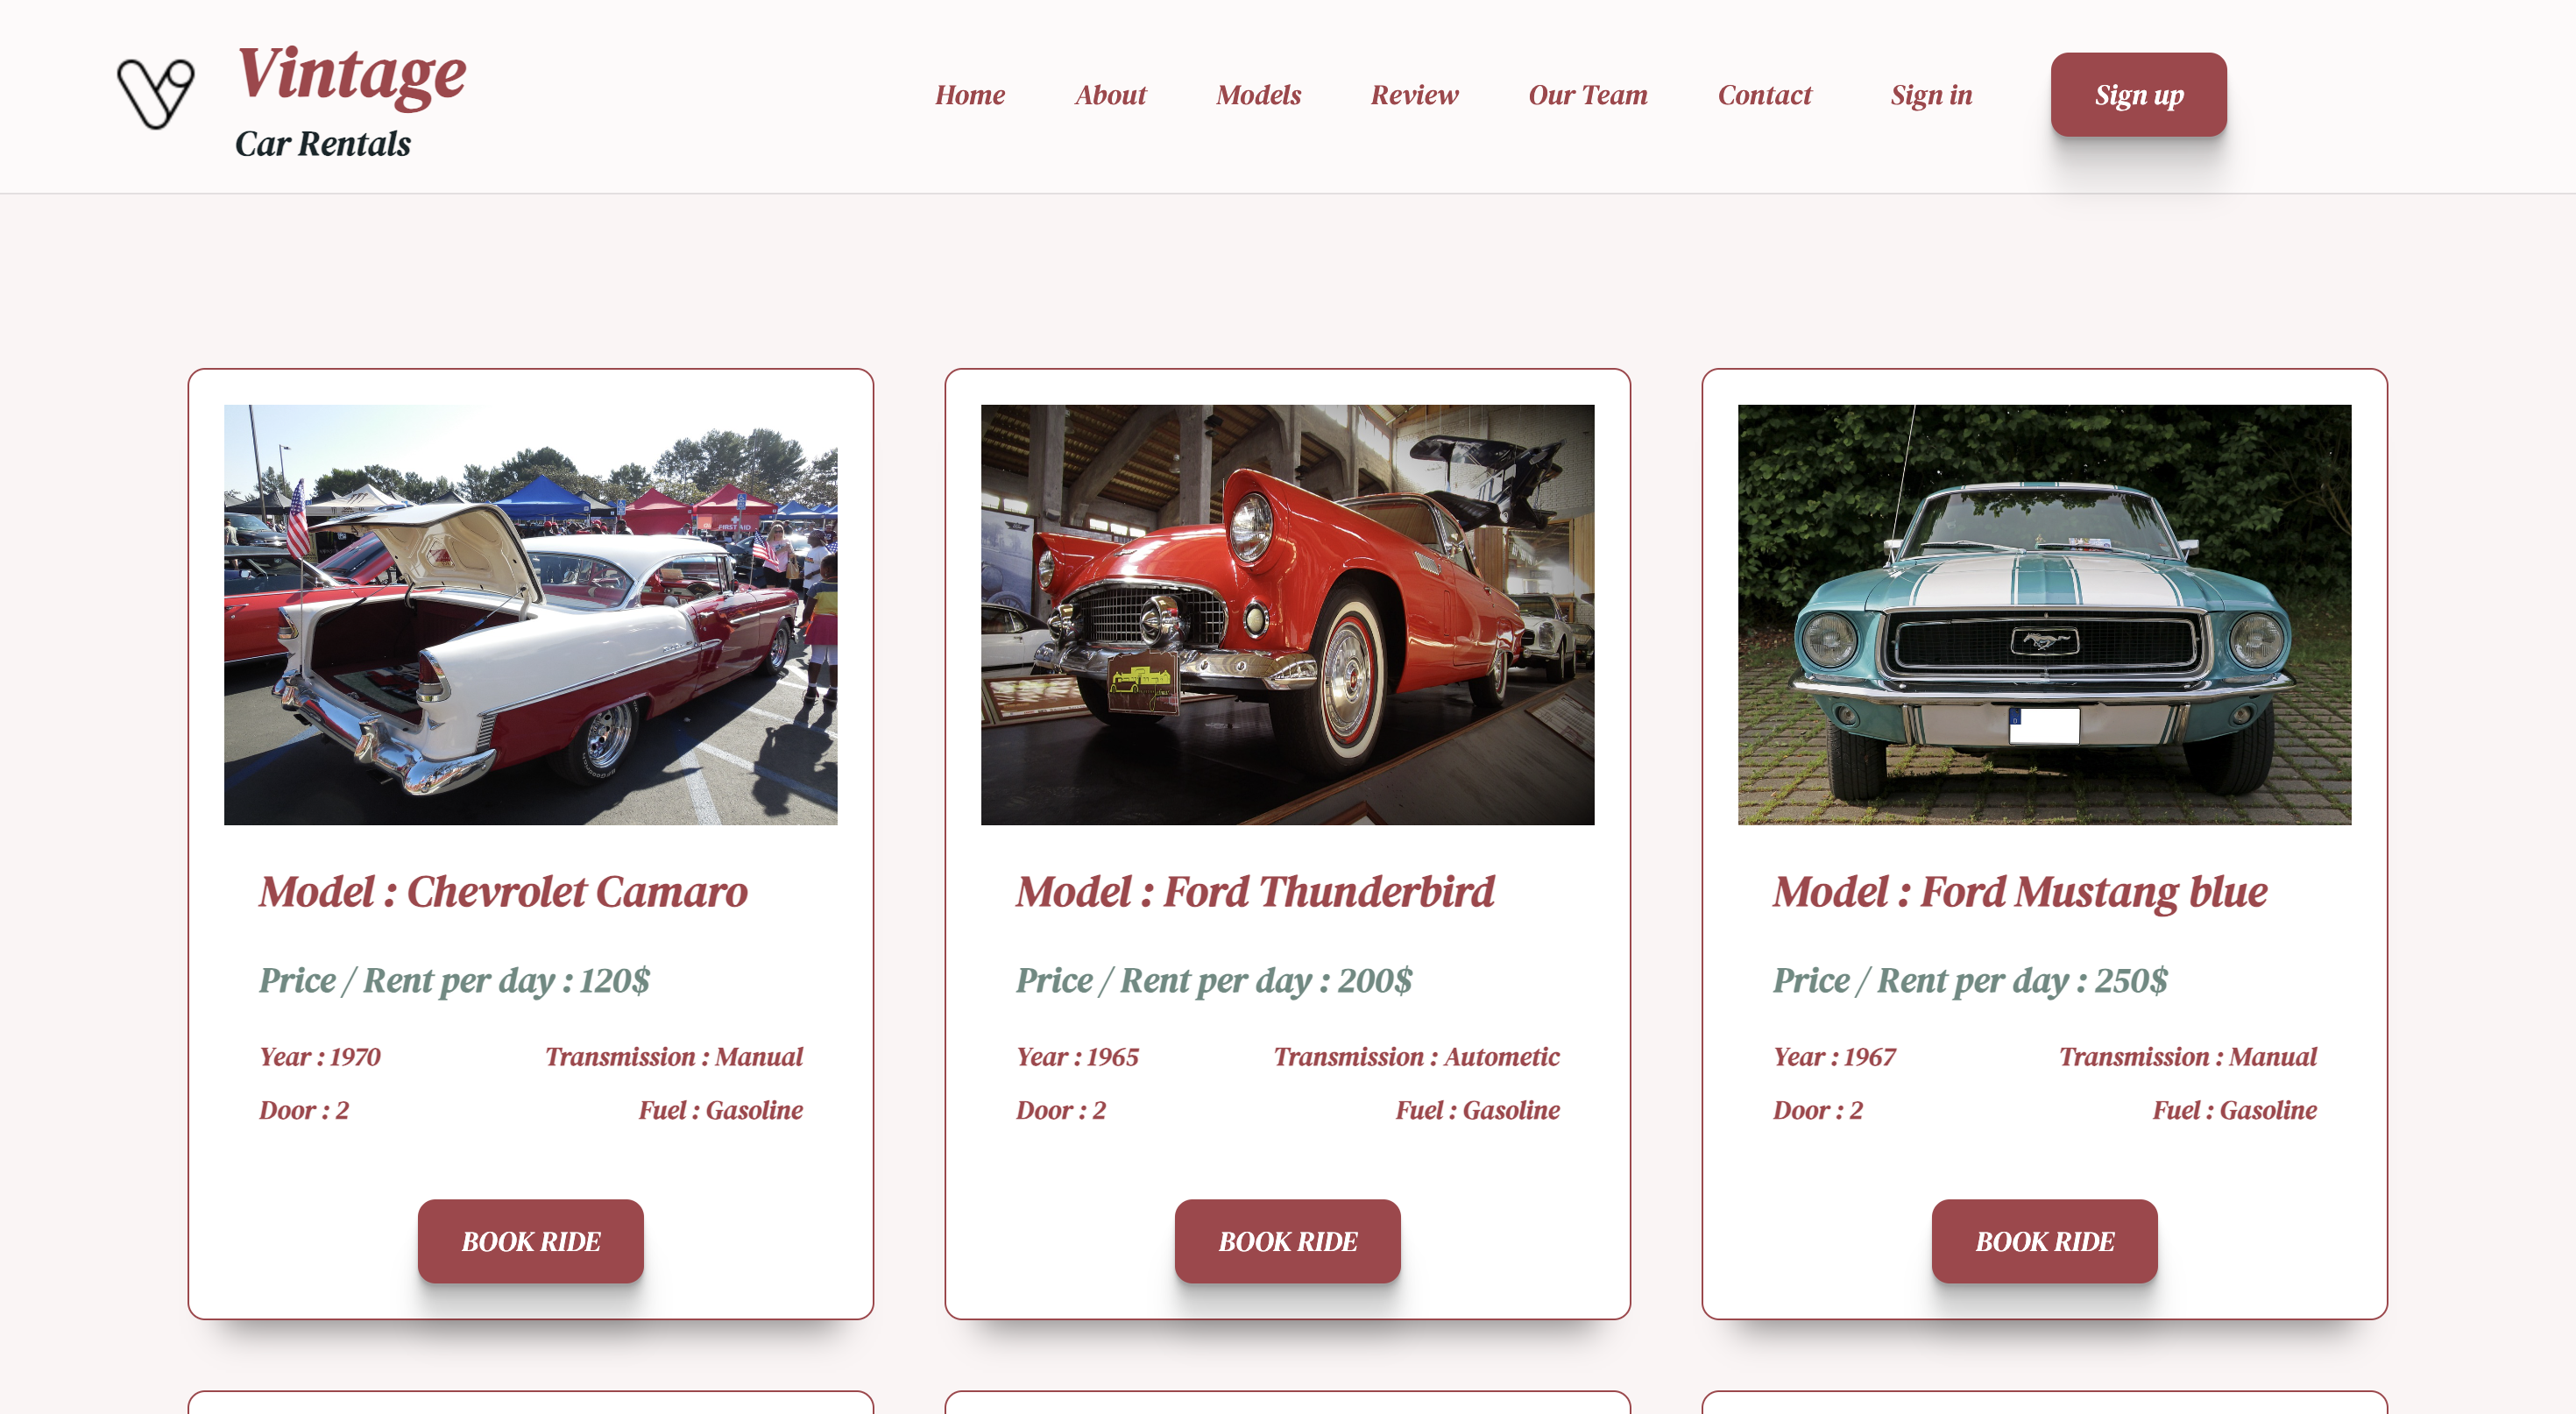 Vintage
Car Rentals
Home About Models Review Our Team Contact Sign in Sign up
FIRST AID
Model : Chevrolet Camaro
Price / Rent per day : 120$
Year : 1970 Transmission : Manual
Door : 2 Fuel : Gasoline
BOOK RIDE
Model : Ford Thunderbird
Price / Rent per day : 200$
Year : 1965 Transmission : Autometic
Door : 2 Fuel : Gasoline
BOOK RIDE
Model : Ford Mustang blue
Price / Rent per day : 250$
Year : 1967 Transmission : Manual
Door : 2 Fuel : Gasoline
BOOK RIDE